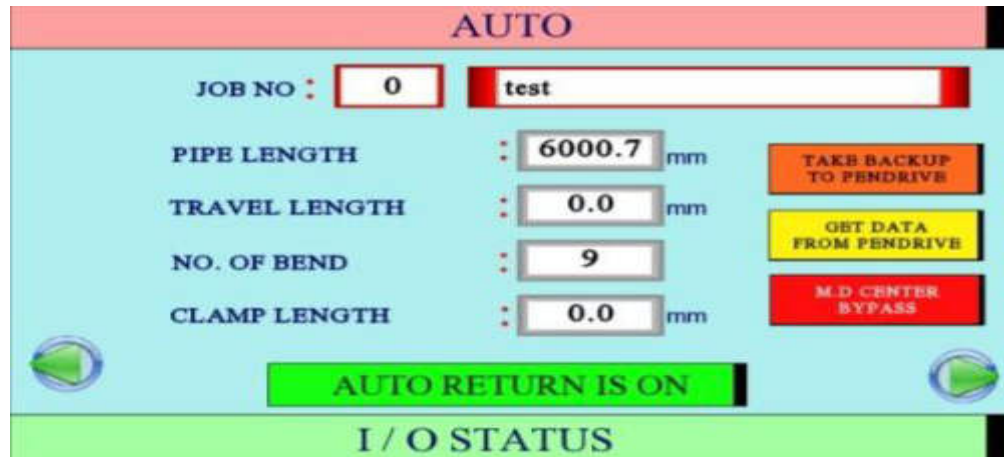 AUTO
JOB NO : 0 test
PIPE LENGTH : 6000.7 mm
TAKE BACKUP
TO PENDRIVE
TRAVEL LENGTH : 0.0 mm
GET DATA
FROM PENDRIVE
NO. OF BEND : 9
M.D CENTER
BYPASS
CLAMP LENGTH : 0.0 mm
AUTO RETURN IS ON
I / O STATUS